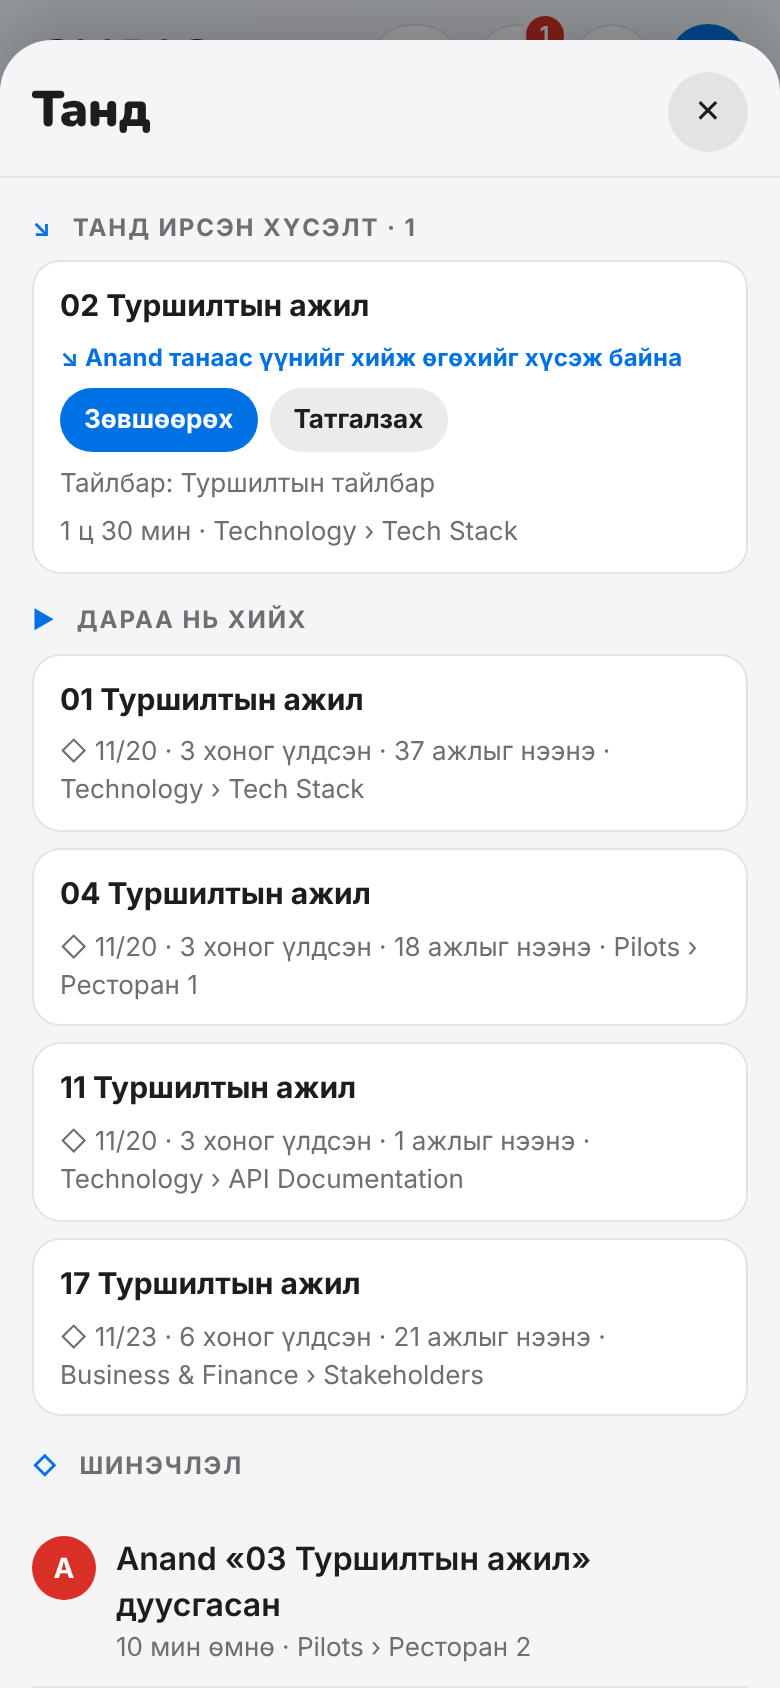 1
Танд
ТАНД ИРСЭН ХҮСЭЛТ · 1
02 Туршилтын ажил
Anand танаас үүнийг хийж өгөхийг хүсэж байна
Зөвшөөрөх
Татгалзах
Тайлбар: Туршилтын тайлбар
1 ц 30 мин · Technology › Tech Stack
ДАРАА НЬ ХИЙХ
01 Туршилтын ажил
11/20 · 3 хоног үлдсэн · 37 ажлыг нээнэ ·
Technology › Tech Stack
04 Туршилтын ажил
11/20 · 3 хоног үлдсэн · 18 ажлыг нээнэ · Pilots ›
Ресторан 1
11 Туршилтын ажил
11/20 · 3 хоног үлдсэн · 1 ажлыг нээнэ ·
Technology › API Documentation
17 Туршилтын ажил
11/23 · 6 хоног үлдсэн · 21 ажлыг нээнэ ·
Business & Finance › Stakeholders
ШИНЭЧЛЭЛ
A
Anand «03 Туршилтын ажил»
дуусгасан
10 мин өмнө · Pilots › Ресторан 2